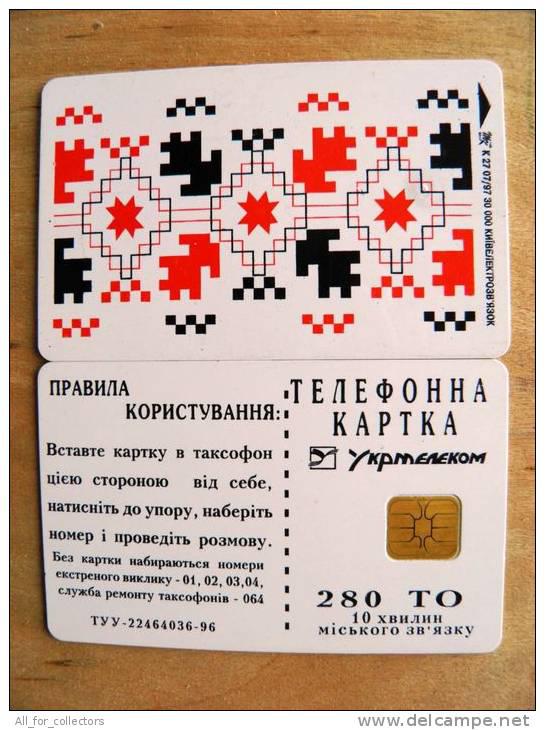 К 27 07/97 30 000 КИЇВЕЛЕКТРОЗВ'ЯЗОК
ПРАВИЛА
КОРИСТУВАННЯ:
Вставте картку в таксофон
цією стороною від себе,
натисніть до упору, наберіть
номер і проведіть розмову.
Без картки набираються номери
екстреного виклику - 01, 02, 03,04,
служба ремонту таксофонів - 064
ТУУ-22464036-96
ТЕЛЕФОННА
КАРТКА
Укртелеком
280 ТО
10 ХВИЛИН
МІСЬКОГО ЗВ'ЯЗКУ
All_for_collectors
www.delcampe.net